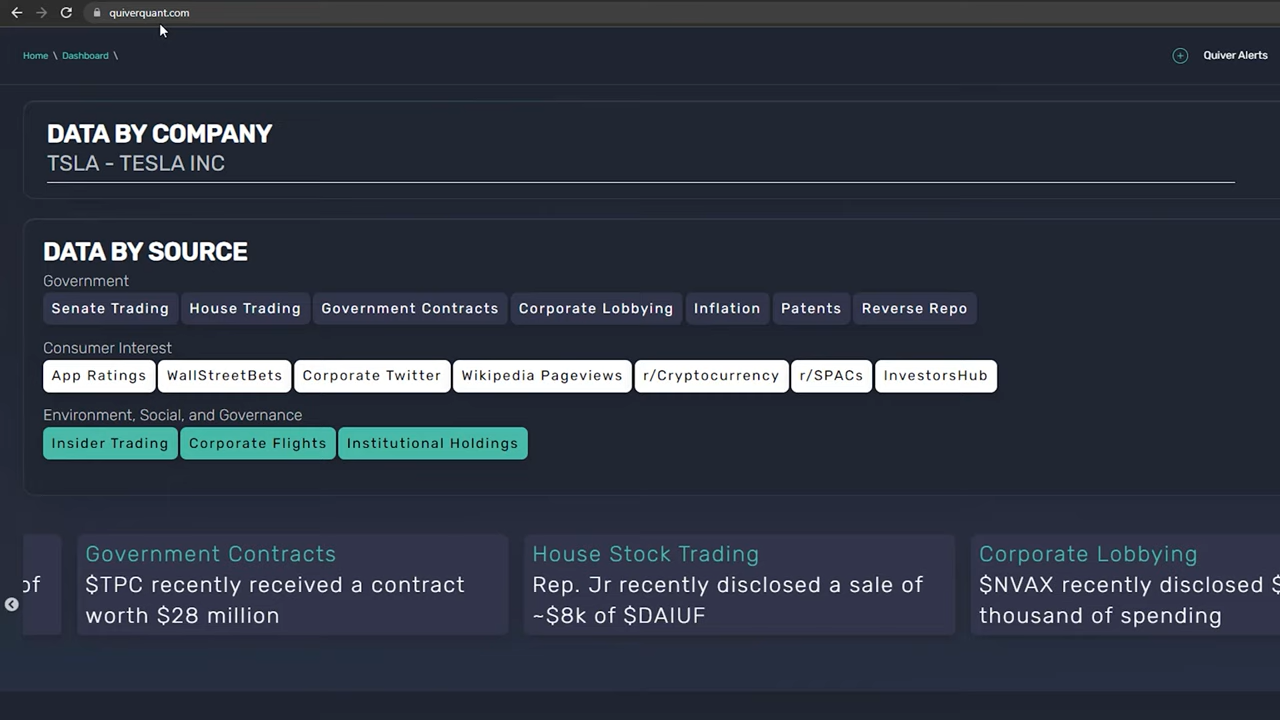 quiverquant.com
Home \ Dashboard \
Quiver Alerts
DATA BY COMPANY
TSLA - TESLA INC
DATA BY SOURCE
Government
Senate Trading House Trading Government Contracts Corporate Lobbying Inflation Patents Reverse Repo
Consumer Interest
App Ratings WallStreetBets Corporate Twitter Wikipedia Pageviews r/Cryptocurrency r/SPACs InvestorsHub
Environment, Social, and Governance
Insider Trading Corporate Flights Institutional Holdings
of
Government Contracts
$TPC recently received a contract
worth $28 million
House Stock Trading
Rep. Jr recently disclosed a sale of
~$8k of $DAIUF
Corporate Lobbying
$NVAX recently disclosed $
thousand of spending